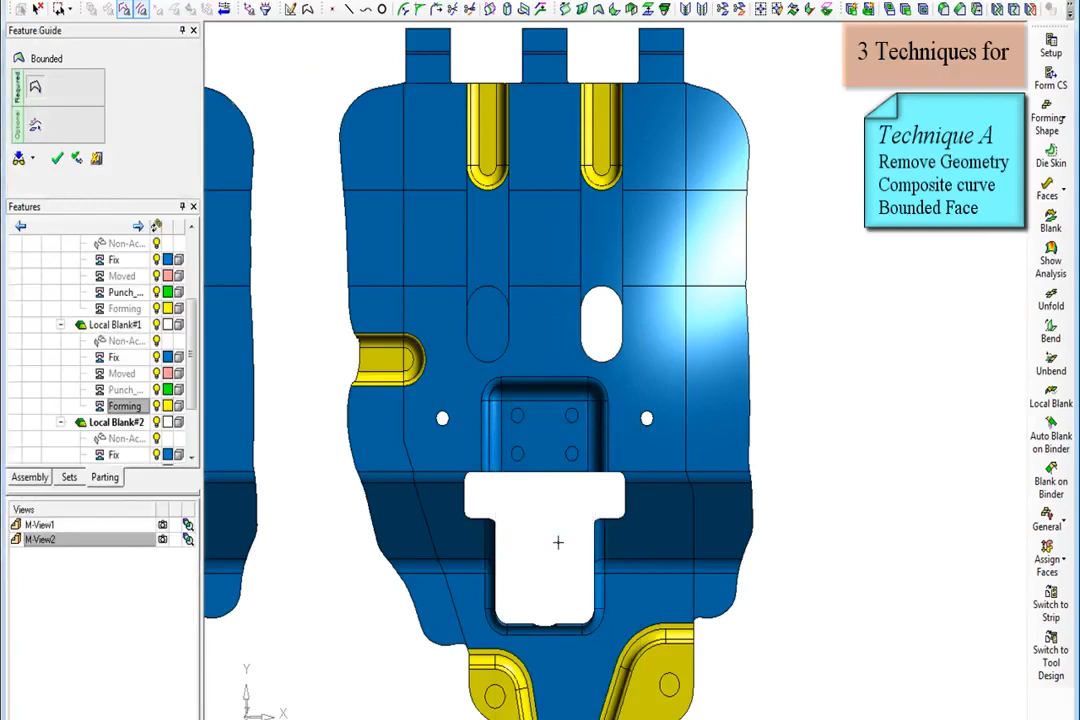 Feature Guide
Bounded
Required
Optional
Features
Non-Ac...
Fix
Moved
Punch_...
Forming
Local Blank#1
Non-Ac...
Fix
Moved
Punch_...
Forming
Local Blank#2
Non-Ac...
Fix
Assembly Sets Parting
Views
M-View1
M-View2
Y
X
3 Techniques for
Technique A
Remove Geometry
Composite curve
Bounded Face
Setup
Form CS
Forming
Shape
Die Skin
Faces
Blank
Show
Analysis
Unfold
Bend
Unbend
Local Blank
Auto Blank
on Binder
Blank on
Binder
General
Assign
Faces
Switch to
Strip
Switch to
Tool
Design